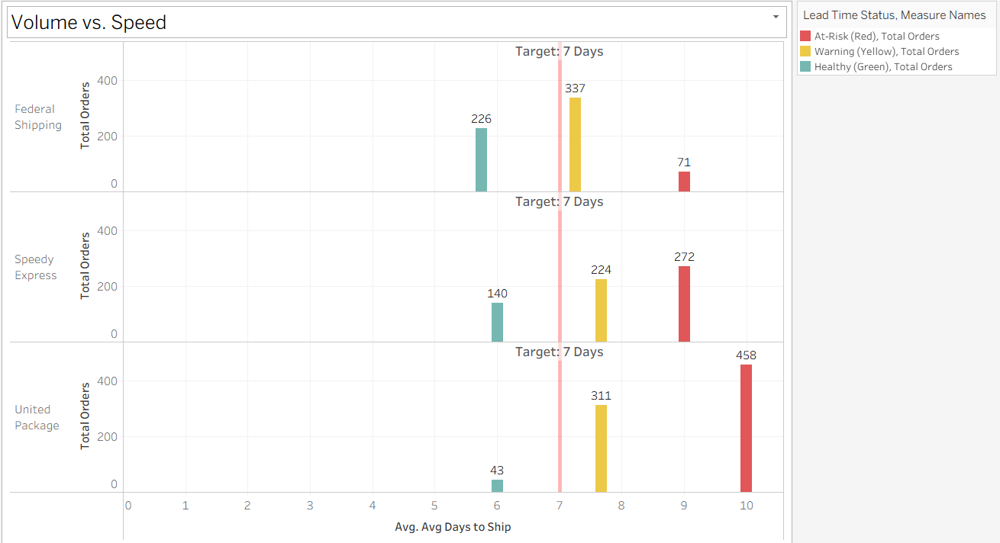 Volume vs. Speed
Lead Time Status, Measure Names
At-Risk (Red), Total Orders
Warning (Yellow), Total Orders
Healthy (Green), Total Orders
Target: 7 Days
Federal
Shipping
Total Orders
400
200
0
226
337
71
Target: 7 Days
Speedy
Express
Total Orders
400
200
0
140
224
272
Target: 7 Days
United
Package
Total Orders
400
200
0
43
311
458
0 1 2 3 4 5 6 7 8 9 10
Avg. Avg Days to Ship